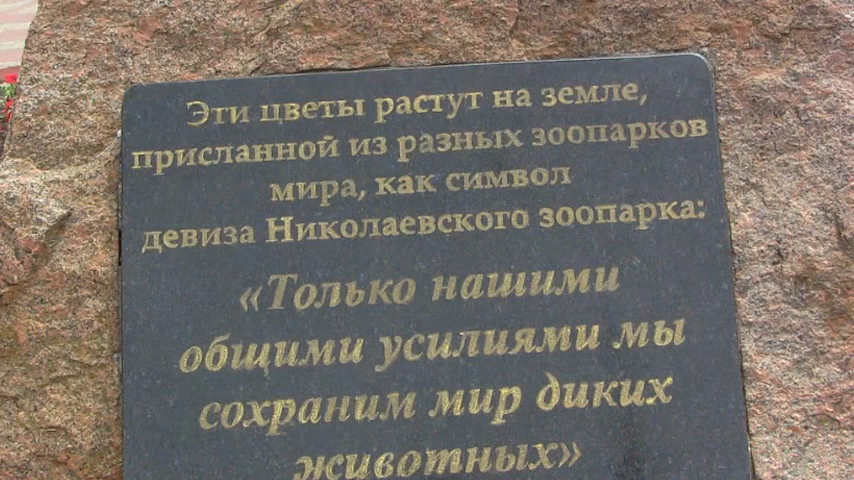 Эти цветы растут на земле,
присланной из разных зоопарков
мира, как символ
девиза Николаевского зоопарка:
«Только нашими
общими усилиями мы
сохраним мир диких
животных»